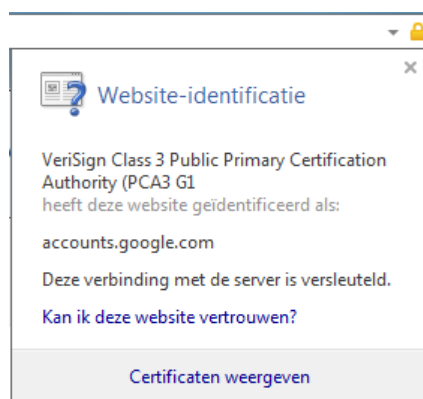 Website-identificatie
VeriSign Class 3 Public Primary Certification
Authority (PCA3 G1
heeft deze website geïdentificeerd als:
accounts.google.com
Deze verbinding met de server is versleuteld.
Kan ik deze website vertrouwen?
Certificaten weergeven